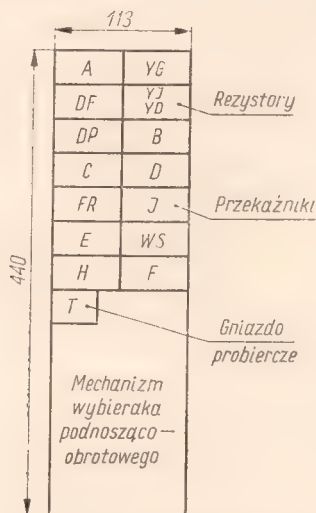 113
A YG
DF YJ
YD
Rezystory
DP B
C D
FR J
Przekaźniki
E WS
H F
440
T
Gniazdo
probiercze
Mechanizm
wybieraka
podnosząco—
obrotowego